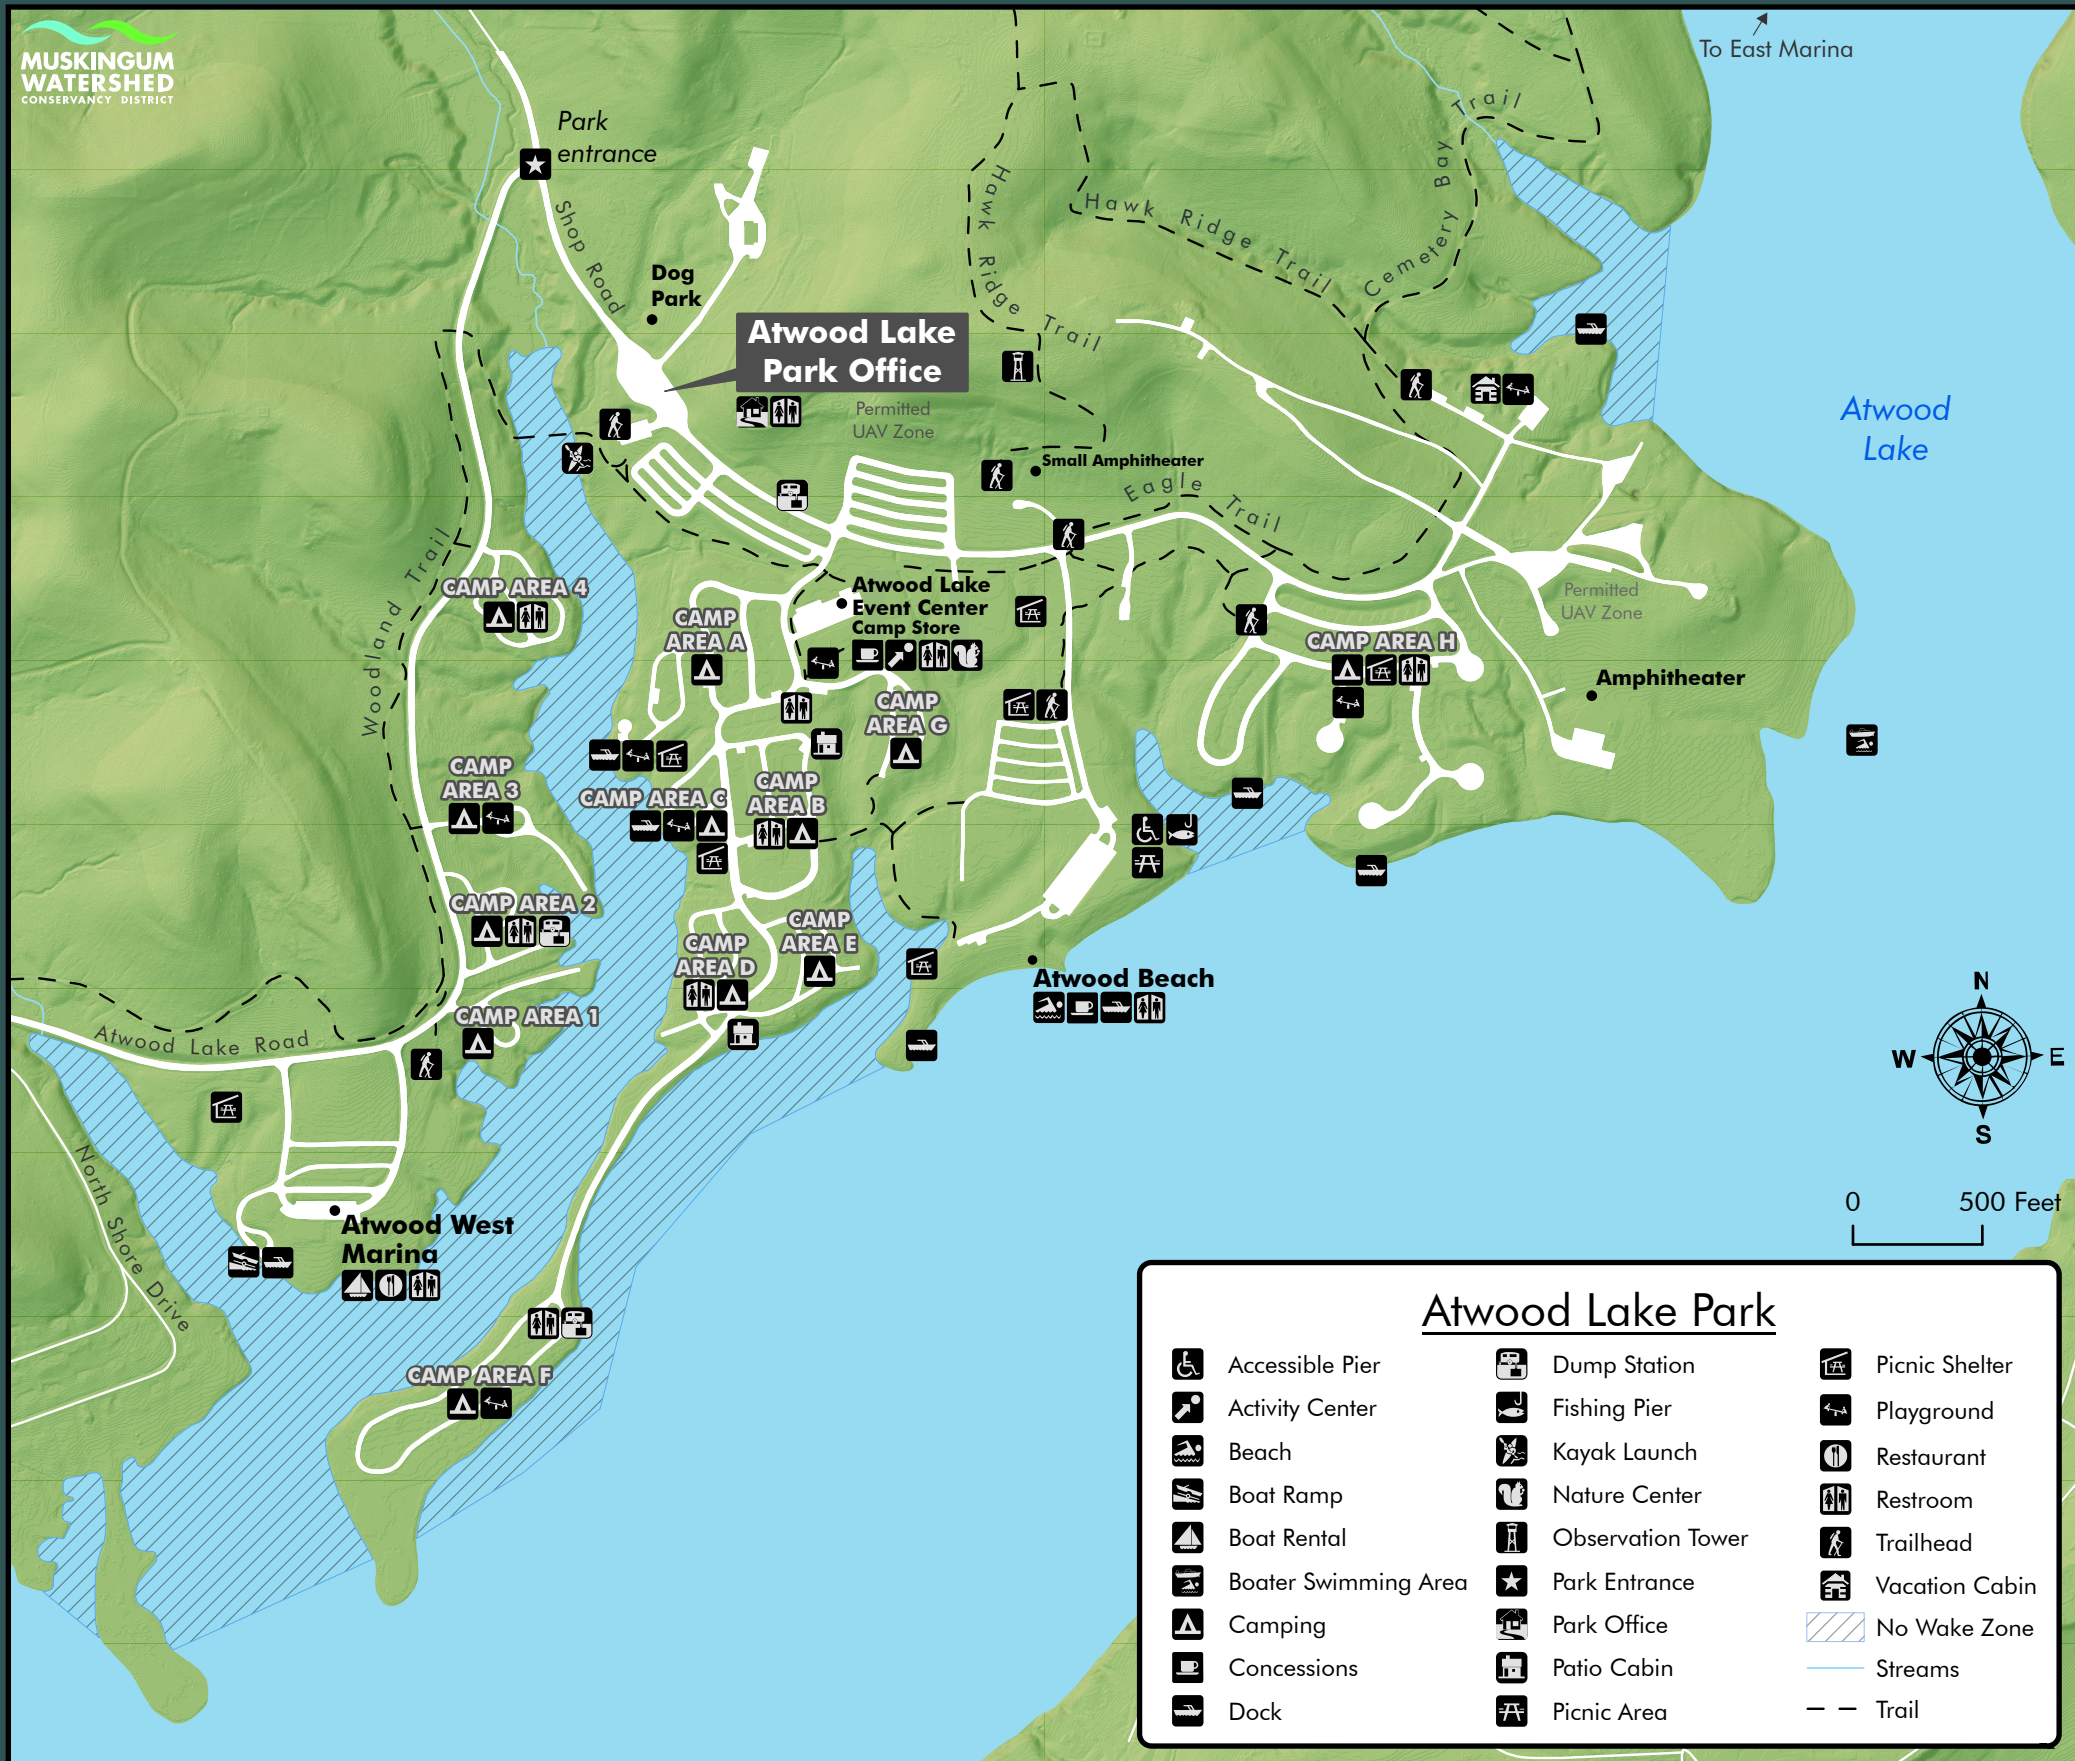 MUSKINGUM
WATERSHED
CONSERVANCY DISTRICT
To East Marina
Park
entrance
Shop Road
Dog
Park
Atwood Lake
Park Office
Permitted
UAV Zone
Hawk Ridge Trail
Hawk Ridge Trail
Cemetery Bay Trail
Atwood
Lake
Small Amphitheater
Eagle Trail
Woodland Trail
CAMP AREA 4
CAMP
AREA A
Atwood Lake
Event Center
Camp Store
Permitted
UAV Zone
CAMP AREA H
Amphitheater
CAMP
AREA G
CAMP
AREA 3
CAMP AREA C
CAMP
AREA B
CAMP AREA 2
CAMP
AREA D
CAMP
AREA E
Atwood Beach
CAMP AREA 1
Atwood Lake Road
North Shore Drive
Atwood West
Marina
CAMP AREA F
N
W
E
S
0
500 Feet
Atwood Lake Park
Accessible Pier
Activity Center
Beach
Boat Ramp
Boat Rental
Boater Swimming Area
Camping
Concessions
Dock
Dump Station
Fishing Pier
Kayak Launch
Nature Center
Observation Tower
Park Entrance
Park Office
Patio Cabin
Picnic Area
Picnic Shelter
Playground
Restaurant
Restroom
Trailhead
Vacation Cabin
No Wake Zone
Streams
Trail